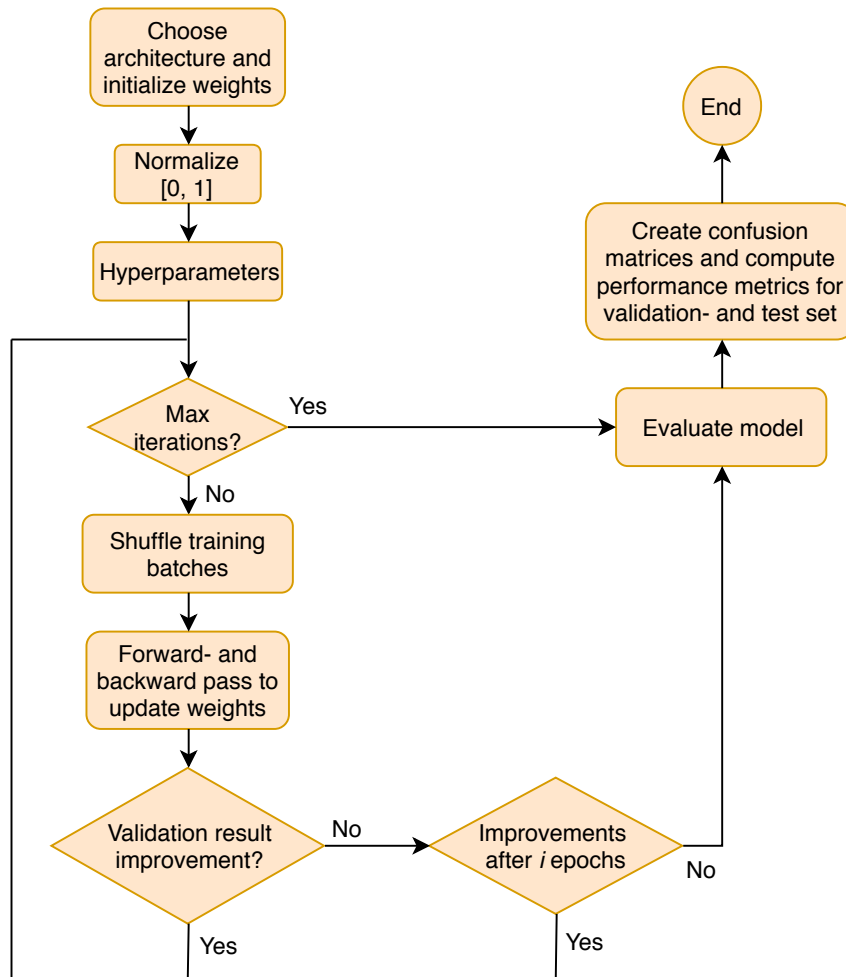 Choose
architecture and
initialize weights
End
Normalize
[0, 1]
Create confusion
matrices and compute
performance metrics for
validation- and test set
Hyperparameters
Max
iterations?
Yes
Evaluate model
No
Shuffle training
batches
Forward- and
backward pass to
update weights
Validation result
improvement?
No
Improvements
after i epochs
No
Yes
Yes